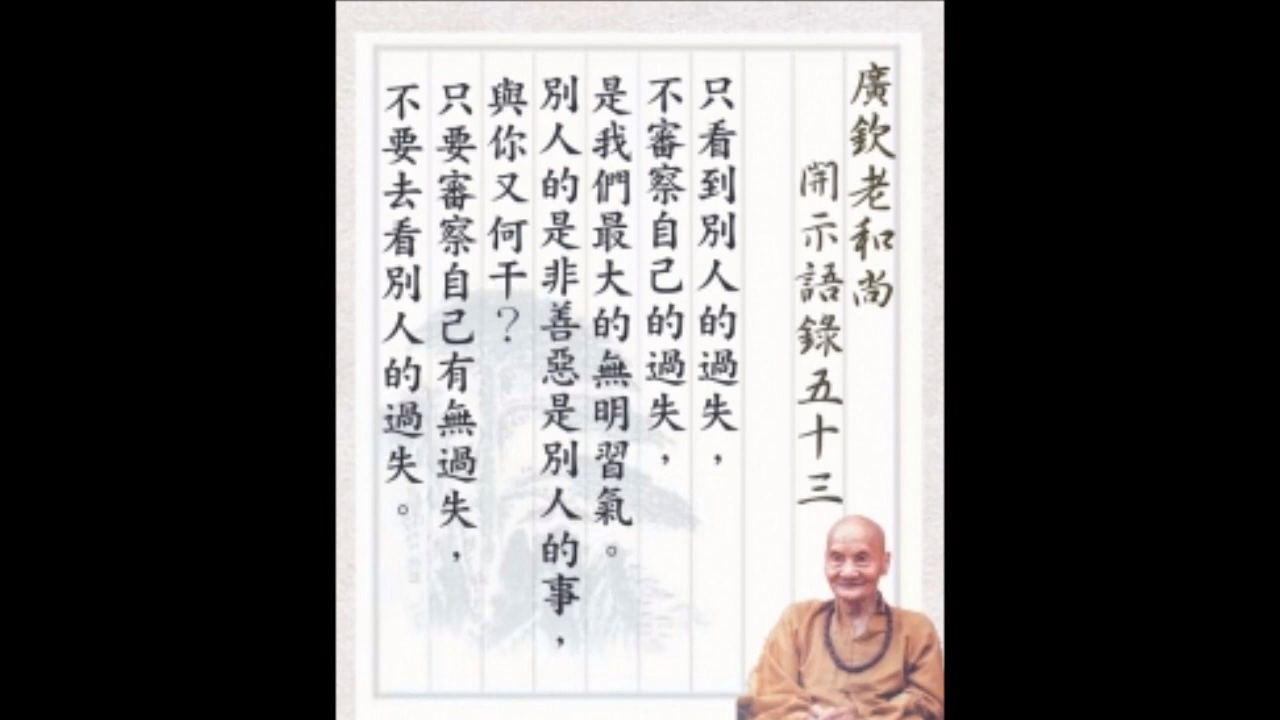 廣欽老和尚
開示語錄五十三
只看到別人的過失，
不審察自己的過失，
是我們最大的無明習氣。
別人的是非善惡是別人的事，
與你又何干？
只要審察自己有無過失，
不要去看別人的過失。